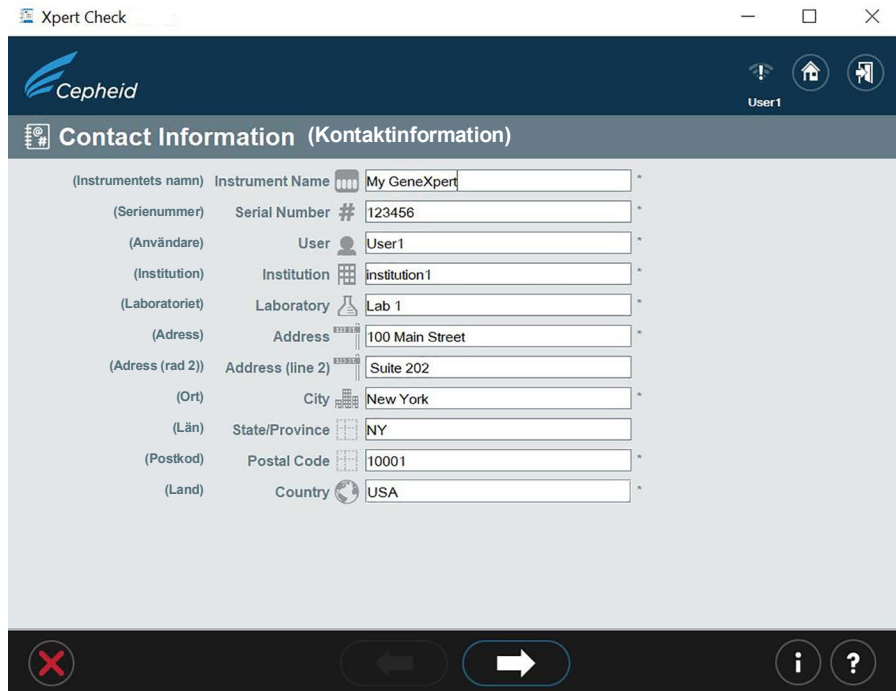 Xpert Check
Cepheid
User1
Contact Information (Kontaktinformation)
(Instrumentets namn) Instrument Name My GeneXpert *
(Serienummer) Serial Number # 123456 *
(Användare) User User1 *
(Institution) Institution institution1 *
(Laboratoriet) Laboratory Lab 1 *
(Adress) Address 100 Main Street *
(Adress (rad 2)) Address (line 2) Suite 202
(Ort) City New York *
(Län) State/Province NY
(Postkod) Postal Code 10001 *
(Land) Country USA *